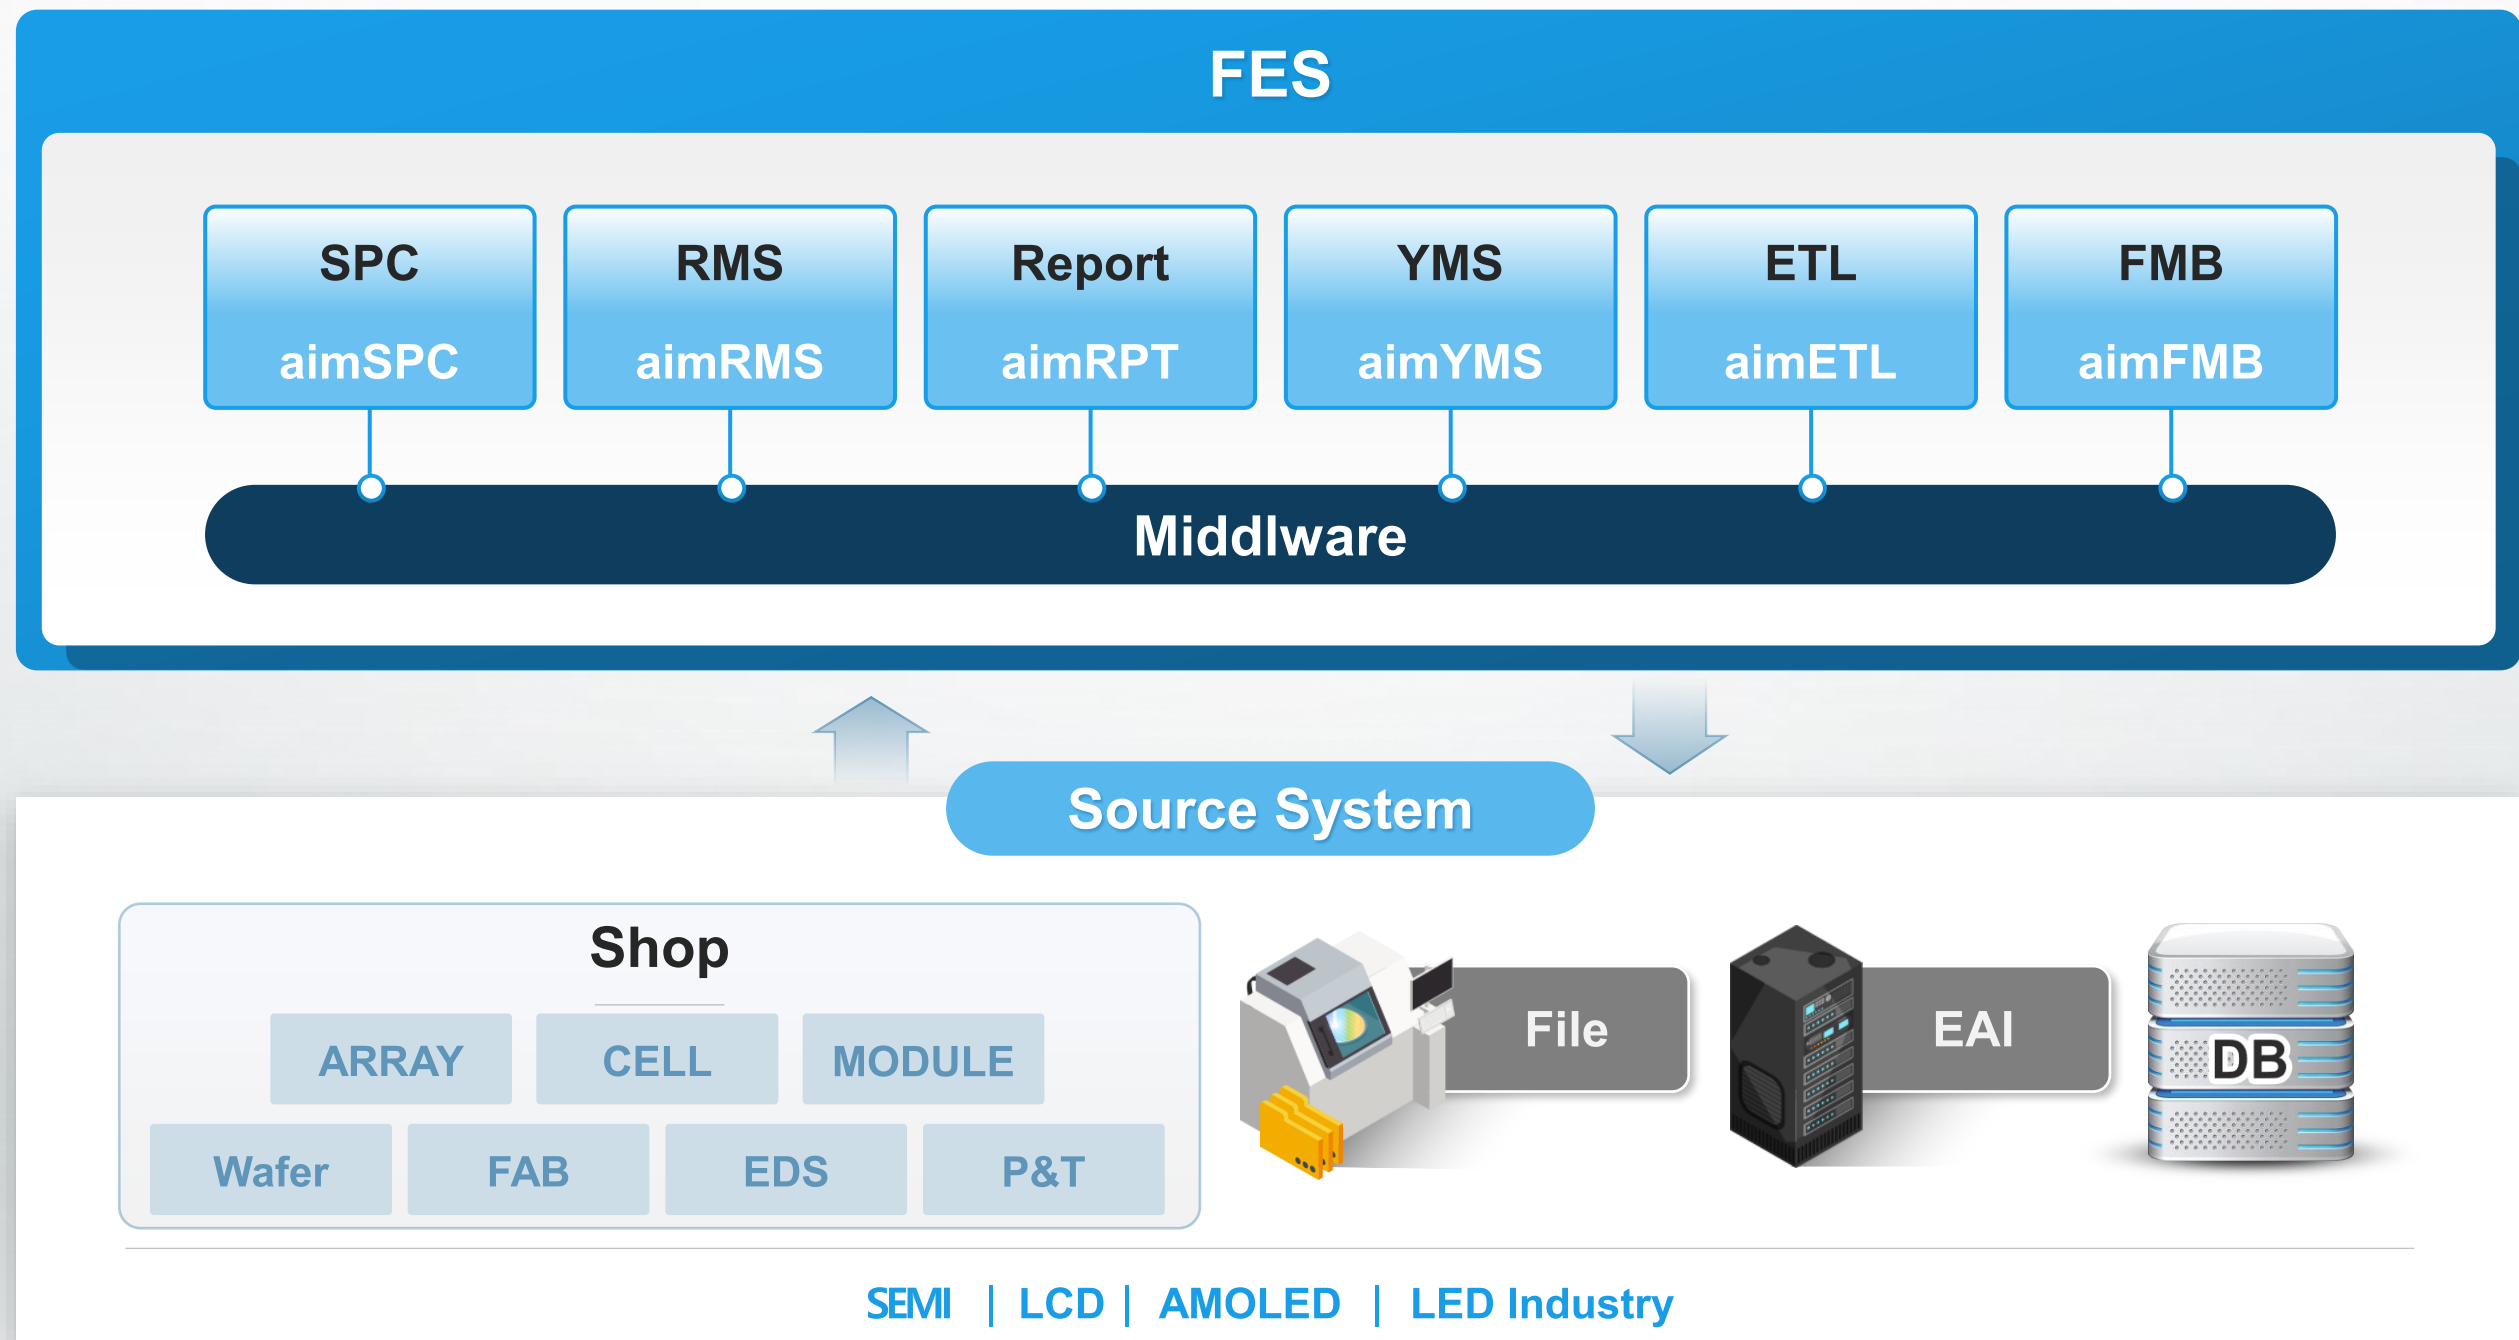 FES
SPC RMS Report YMS ETL FMB
aimSPC aimRMS aimRPT aimYMS aimETL aimFMB
Middlware
Source System
Shop
ARRAY CELL MODULE
Wafer FAB EDS P&T
File EAI DB
SEMI | LCD | AMOLED | LED Industry